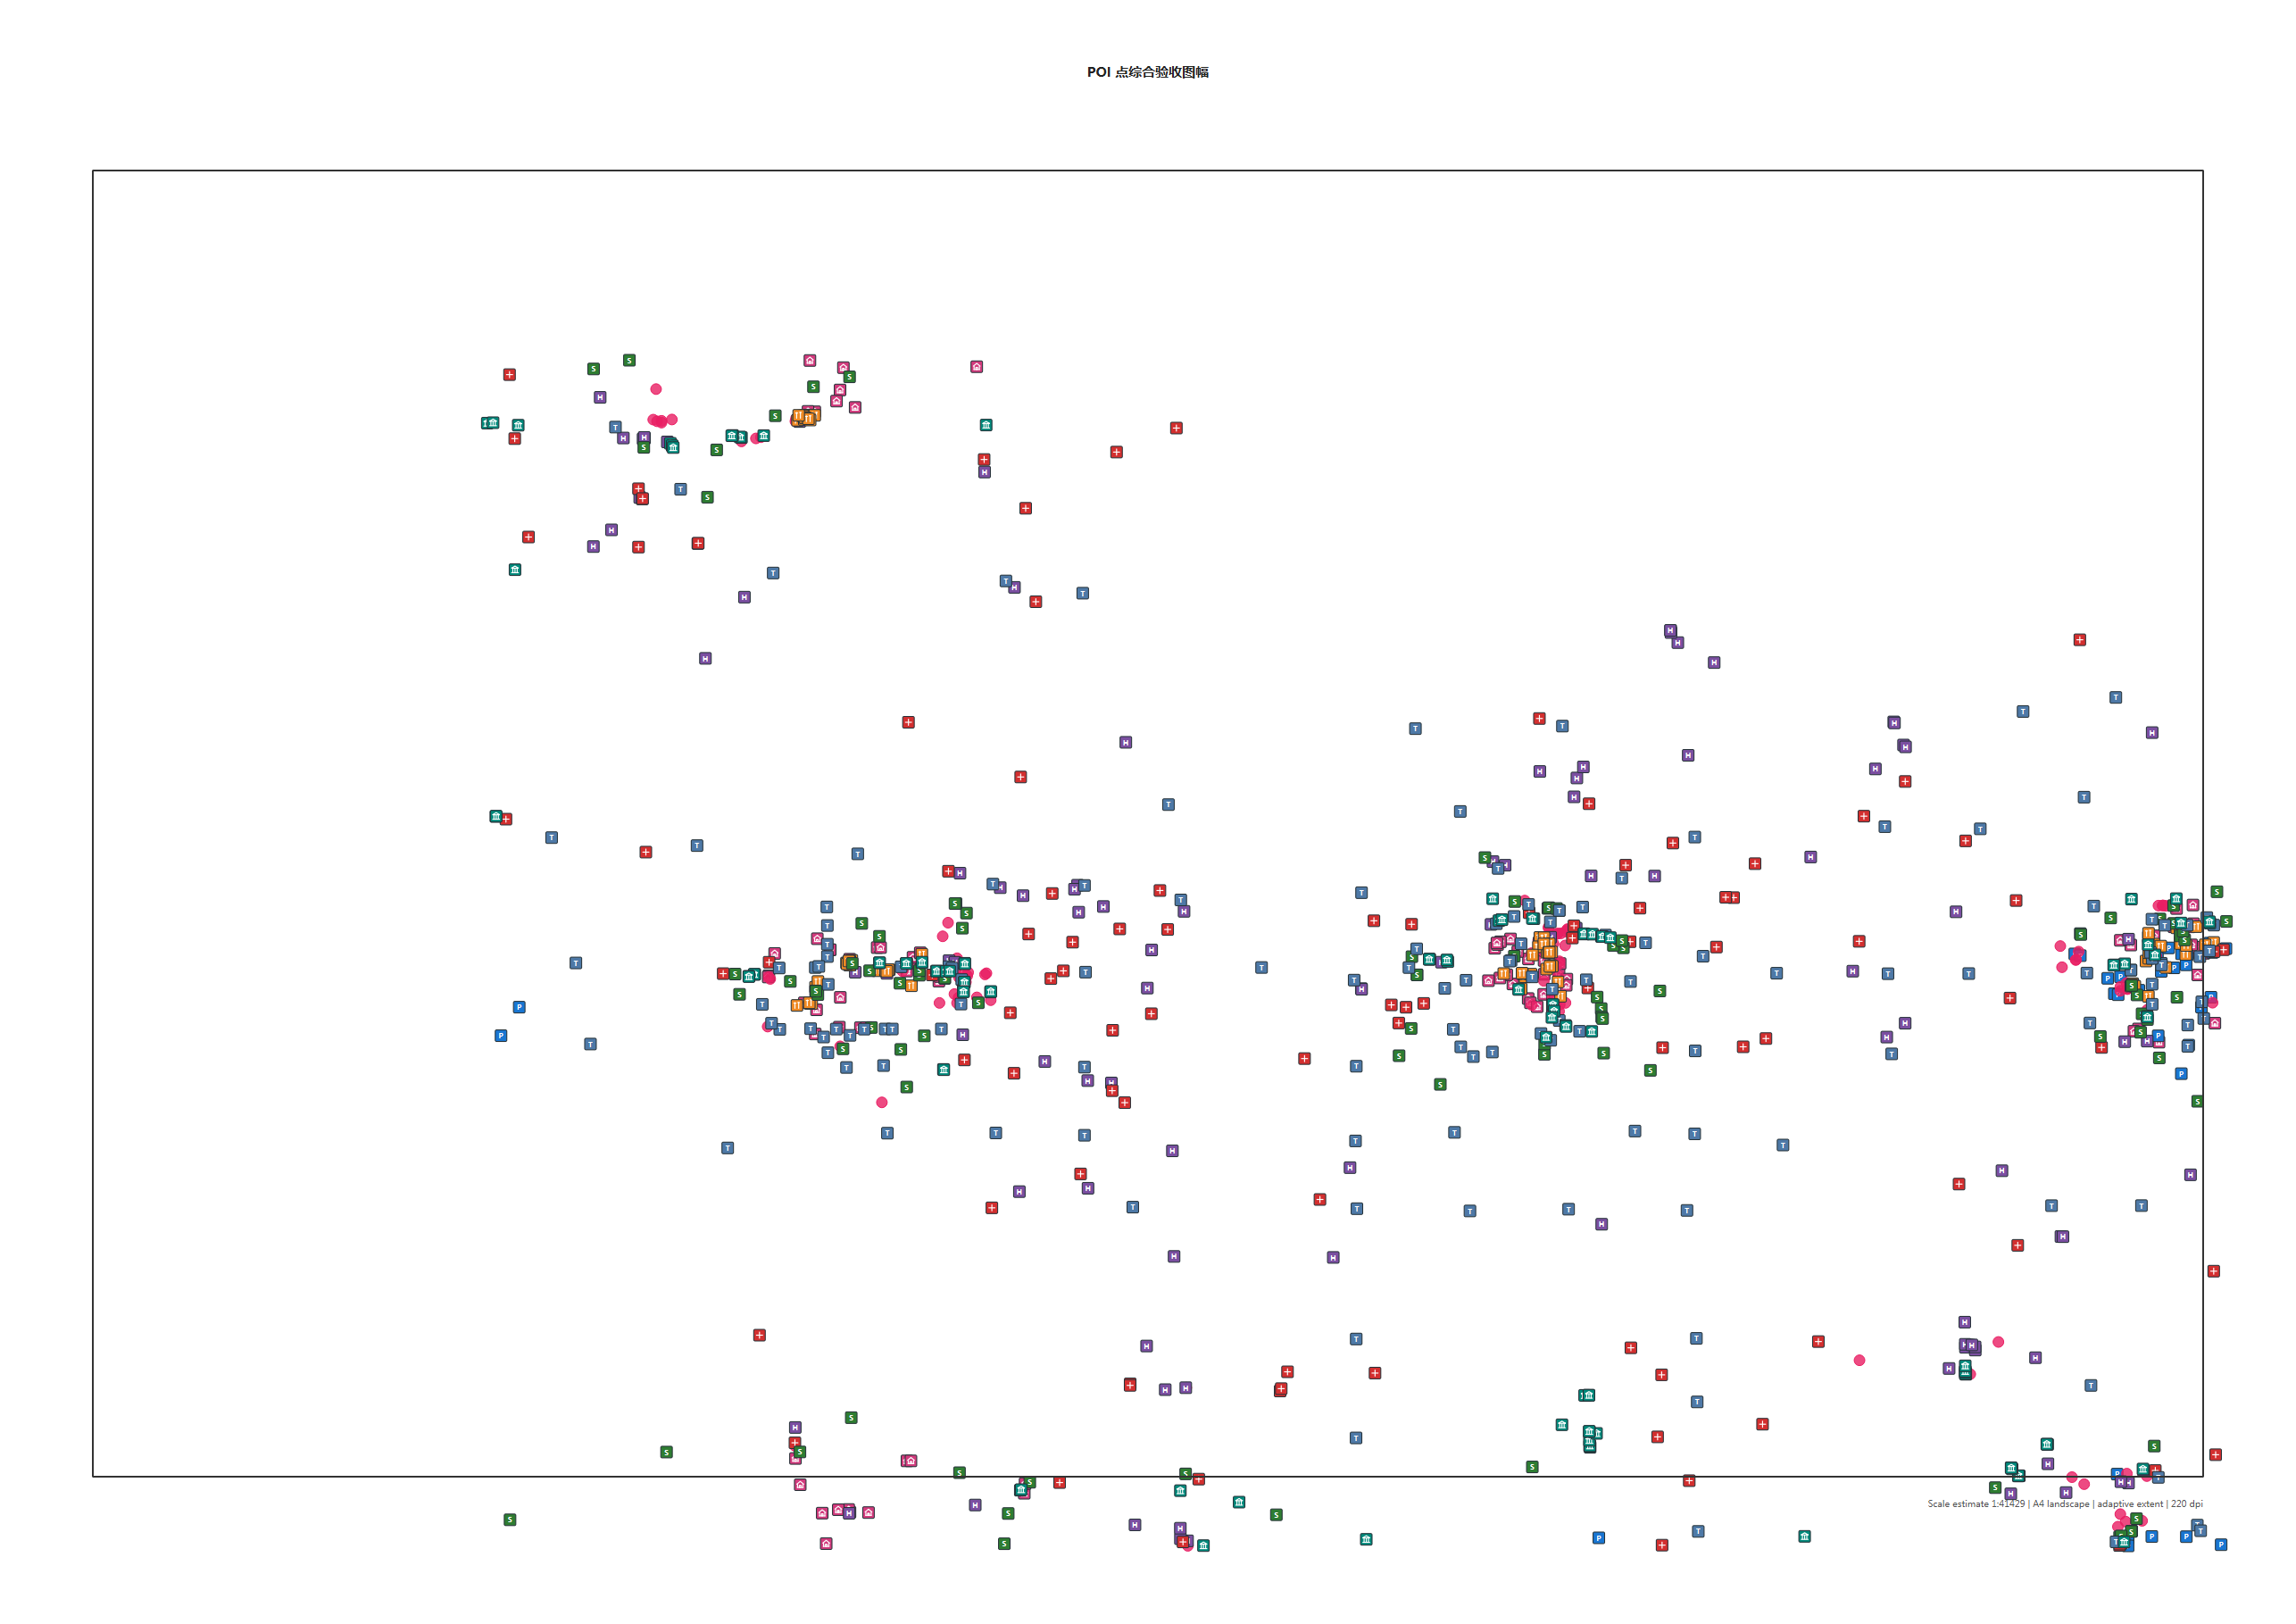 POI 点综合验收图幅
Scale estimate 1:41429 | A4 landscape | adaptive extent | 220 dpi